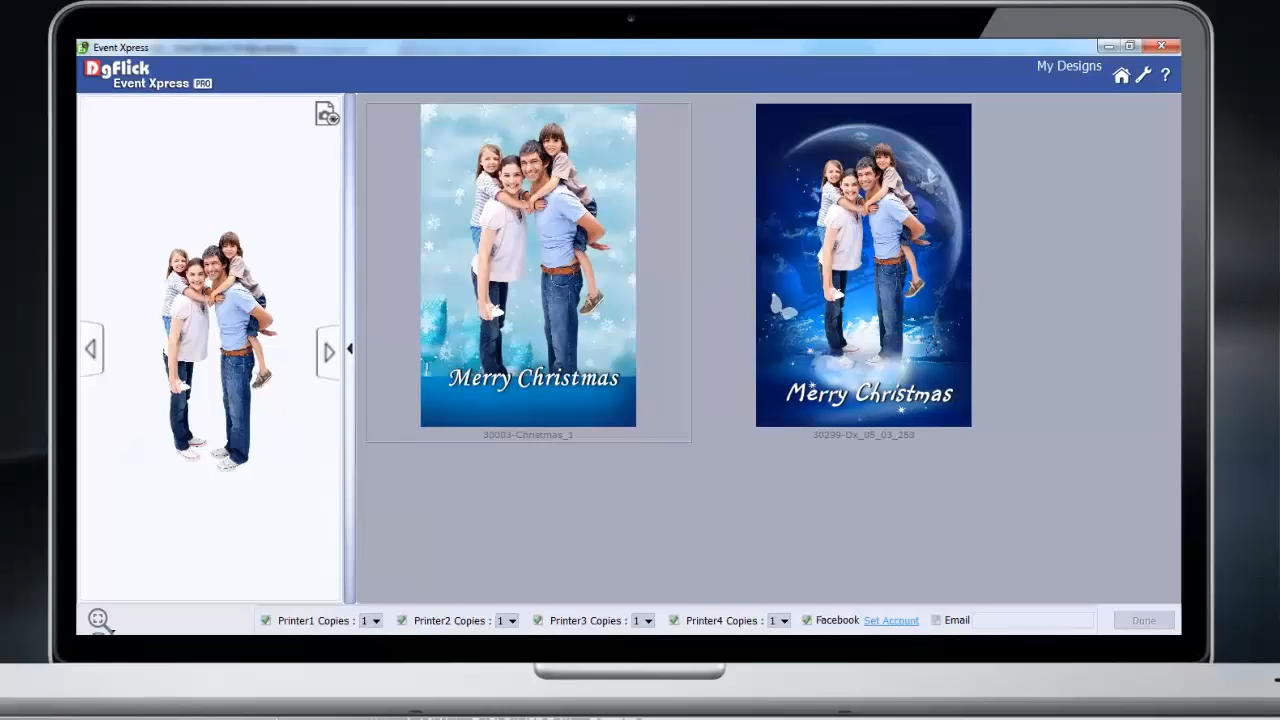 Event Xpress
DgFlick
Event Xpress PRO
My Designs
?
Merry Christmas
30003-Christmas_1
Merry Christmas
30299-Dx_05_03_253
Printer1 Copies : 1
Printer2 Copies : 1
Printer3 Copies : 1
Printer4 Copies : 1
Facebook Set Account
Email
Done